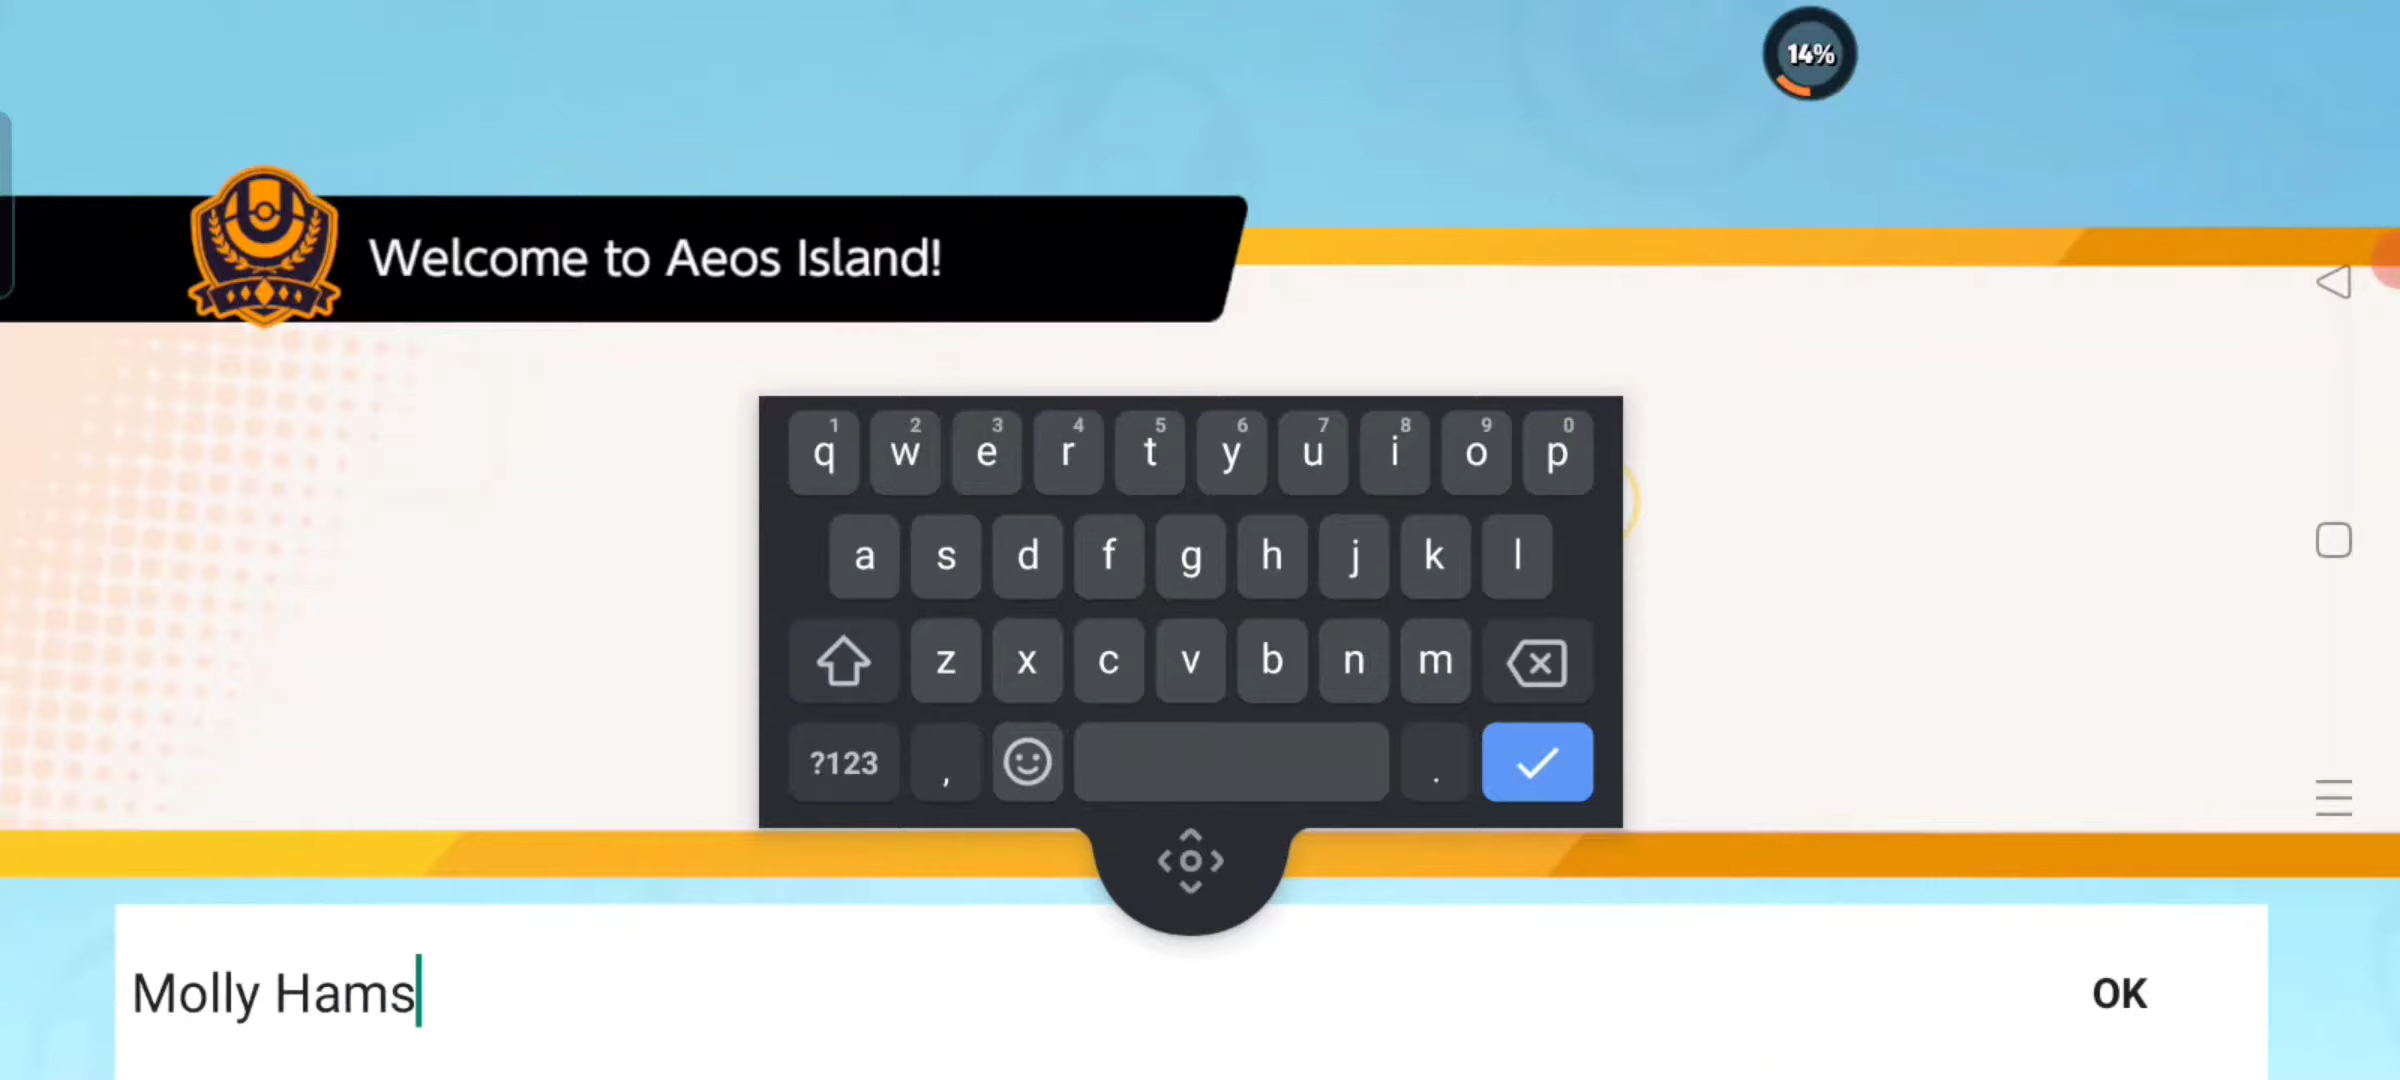 14%
Welcome to Aeos Island!
1 2 3 4 5 6 7 8 9 0
q w e r t y u i o p
a s d f g h j k l
z x c v b n m
?123 , .
Molly Hams
OK